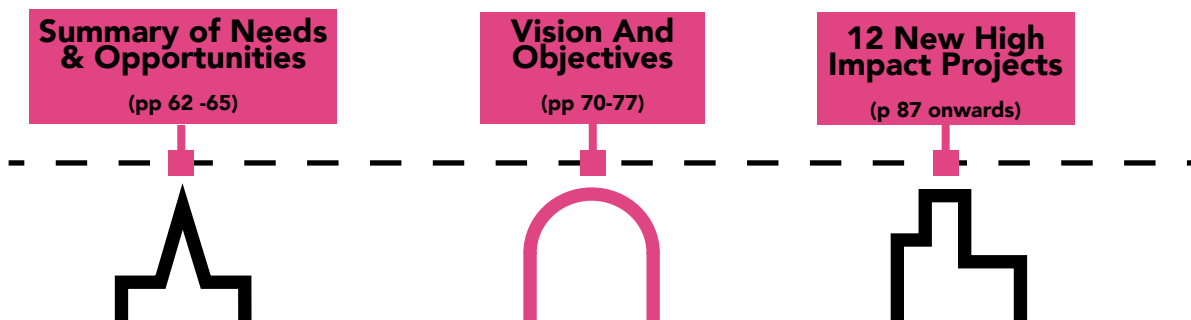 Summary of Needs
& Opportunities
(pp 62 -65)
Vision And
Objectives
(pp 70-77)
12 New High
Impact Projects
(p 87 onwards)